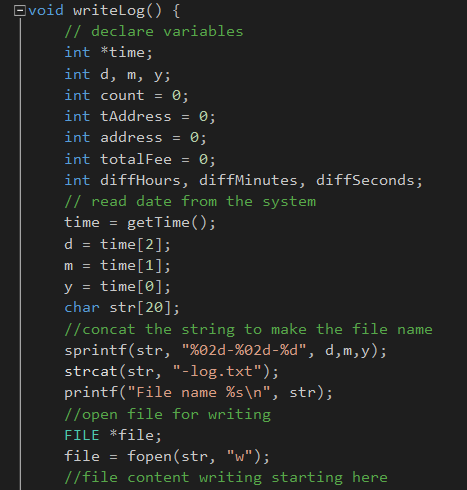 void writeLog() {
// declare variables
int *time;
int d, m, y;
int count = 0;
int tAddress = 0;
int address = 0;
int totalFee = 0;
int diffHours, diffMinutes, diffSeconds;
// read date from the system
time = getTime();
d = time[2];
m = time[1];
y = time[0];
char str[20];
//concat the string to make the file name
sprintf(str, "%02d-%02d-%d", d,m,y);
strcat(str, "-log.txt");
printf("File name %s\n", str);
//open file for writing
FILE *file;
file = fopen(str, "w");
//file content writing starting here